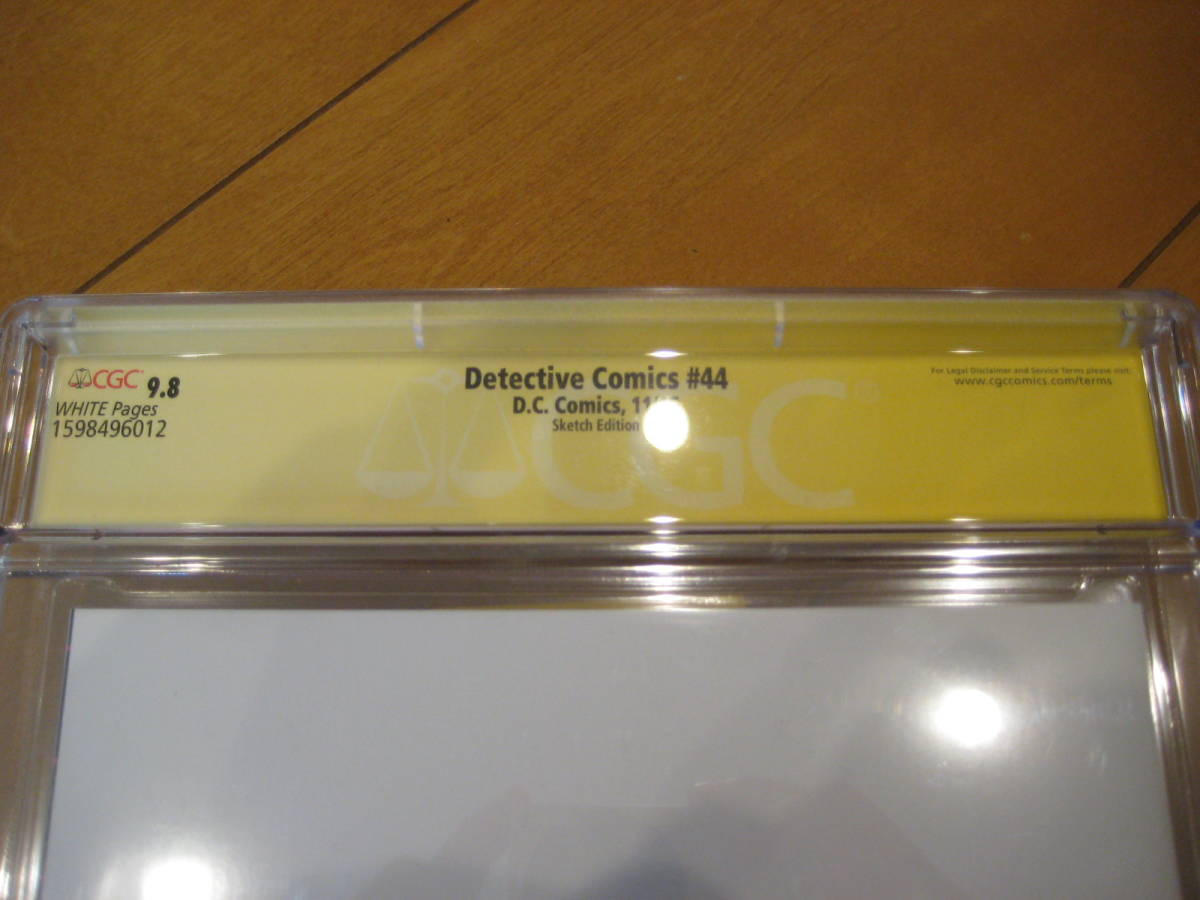 CGC 9.8
WHITE Pages
1598496012
Detective Comics #44
D.C. Comics,
Sketch Edition
For Legal Disclaimer and Service Terms please visit:
www.cgccomics.com/terms
CGC